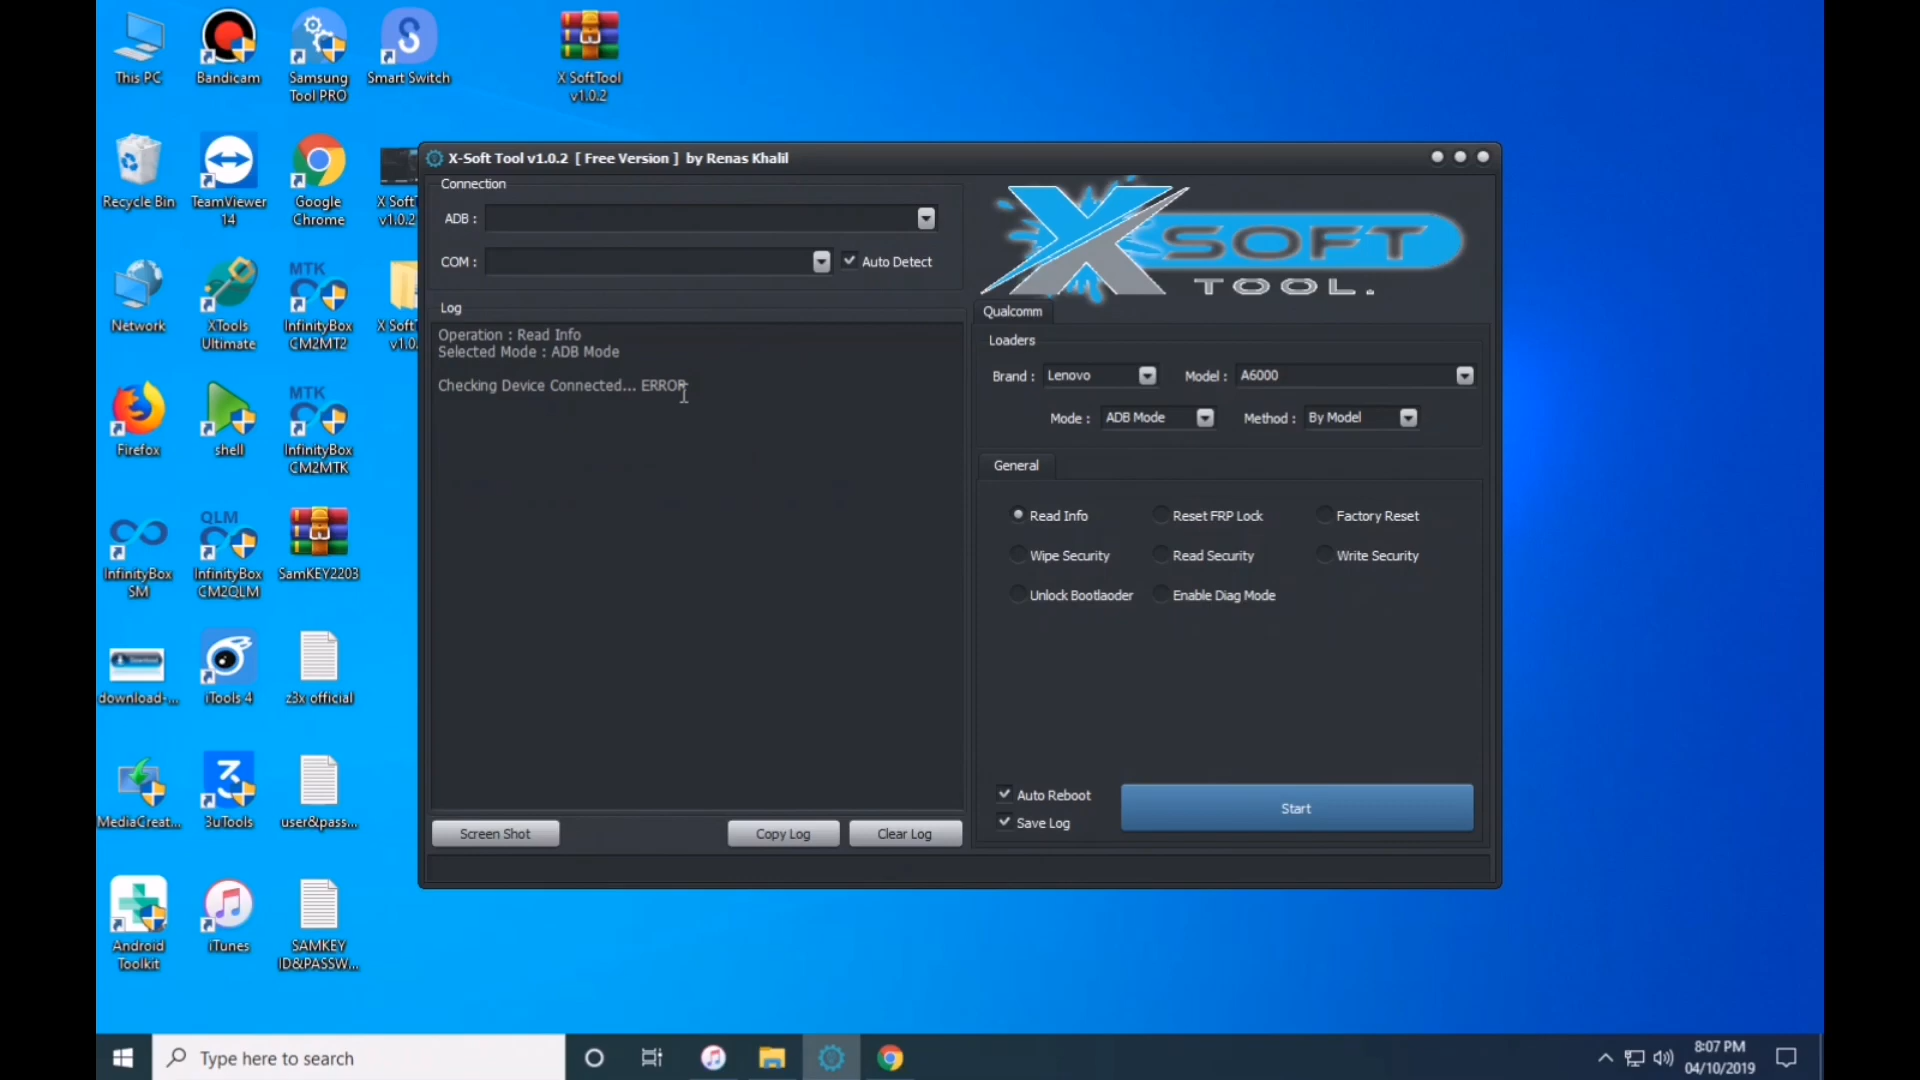 This PC
Bandicam
Samsung
Tool PRO
Smart Switch
X SoftTool
v1.0.2
Recycle Bin
TeamViewer
14
Google
Chrome
X Soft
v1.0.2
Network
XTools
Ultimate
MTK
InfinityBox
CM2MT2
X Soft
v1.0.
Firefox
shell
MTK
InfinityBox
CM2MTK
InfinityBox
SM
QLM
InfinityBox
CM2QLM
SamKEY2203
Download
download-...
iTools 4
z3x official
MediaCreat...
3uTools
user&pass...
Android
Toolkit
iTunes
SAMKEY
ID&PASSW...
X-Soft Tool v1.0.2 [ Free Version ] by Renas Khalil
Connection
ADB :
COM :
Auto Detect
Log
Operation : Read Info
Selected Mode : ADB Mode
Checking Device Connected... ERROR
Screen Shot
Copy Log
Clear Log
XSOFT
TOOL.
Qualcomm
Loaders
Brand : Lenovo
Model : A6000
Mode : ADB Mode
Method : By Model
General
Read Info
Reset FRP Lock
Factory Reset
Wipe Security
Read Security
Write Security
Unlock Bootlaoder
Enable Diag Mode
Auto Reboot
Save Log
Start
Type here to search
8:07 PM
04/10/2019